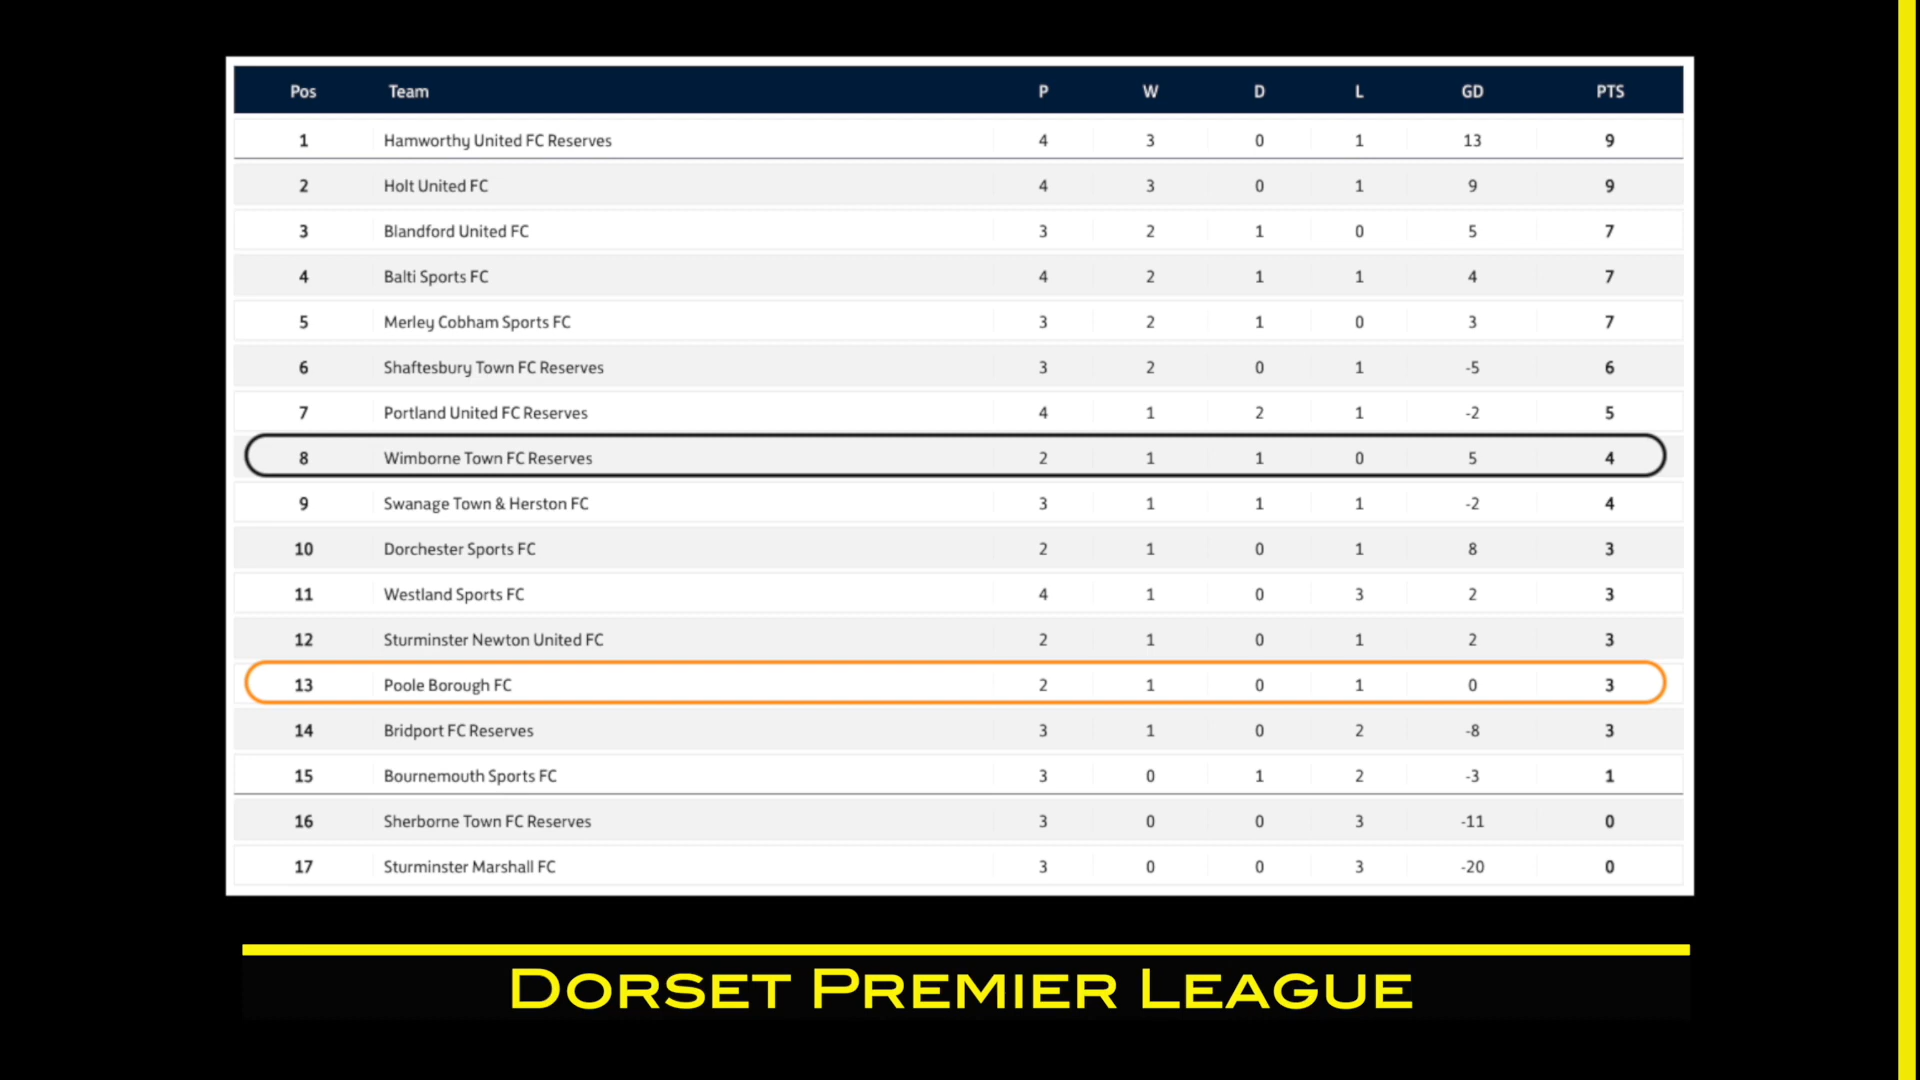 Pos Team P W D L GD PTS
1 Hamworthy United FC Reserves 4 3 0 1 13 9
2 Holt United FC 4 3 0 1 9 9
3 Blandford United FC 3 2 1 0 5 7
4 Balti Sports FC 4 2 1 1 4 7
5 Merley Cobham Sports FC 3 2 1 0 3 7
6 Shaftesbury Town FC Reserves 3 2 0 1 -5 6
7 Portland United FC Reserves 4 1 2 1 -2 5
8 Wimborne Town FC Reserves 2 1 1 0 5 4
9 Swanage Town & Herston FC 3 1 1 1 -2 4
10 Dorchester Sports FC 2 1 0 1 8 3
11 Westland Sports FC 4 1 0 3 2 3
12 Sturminster Newton United FC 2 1 0 1 2 3
13 Poole Borough FC 2 1 0 1 0 3
14 Bridport FC Reserves 3 1 0 2 -8 3
15 Bournemouth Sports FC 3 0 1 2 -3 1
16 Sherborne Town FC Reserves 3 0 0 3 -11 0
17 Sturminster Marshall FC 3 0 0 3 -20 0
Dorset Premier League